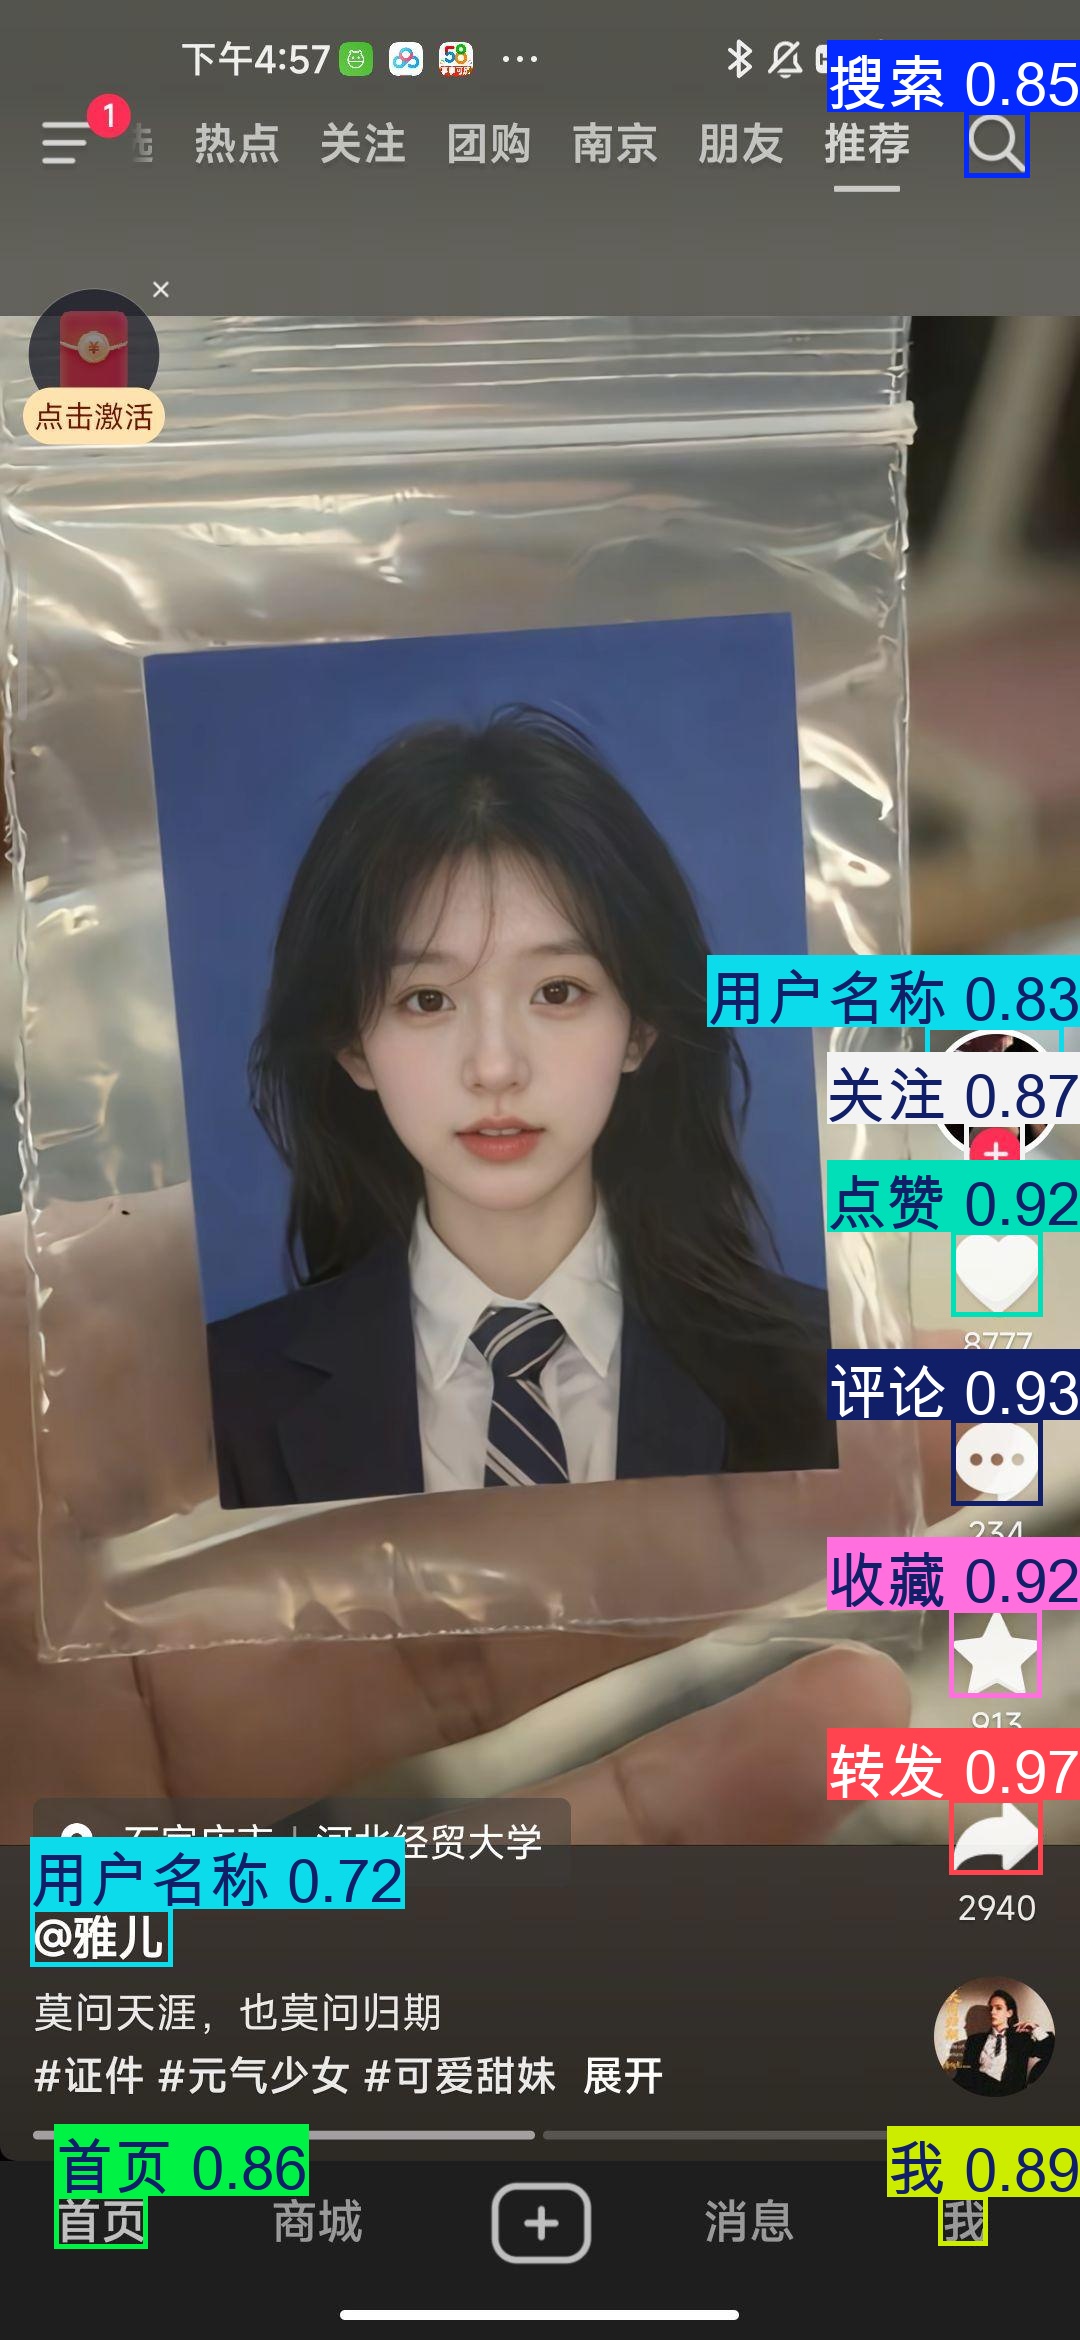 下午4:57
58
搜索 0.85
1
热点 关注 团购 南京 朋友 推荐
点击激活
用户名称 0.83
关注 0.87
点赞 0.92
8777
评论 0.93
234
收藏 0.92
913
转发 0.97
2940
河北经贸大学
用户名称 0.72
@雅儿
莫问天涯，也莫问归期
#证件 #元气少女 #可爱甜妹 展开
首页 0.86
我 0.89
首页 商城 消息 我